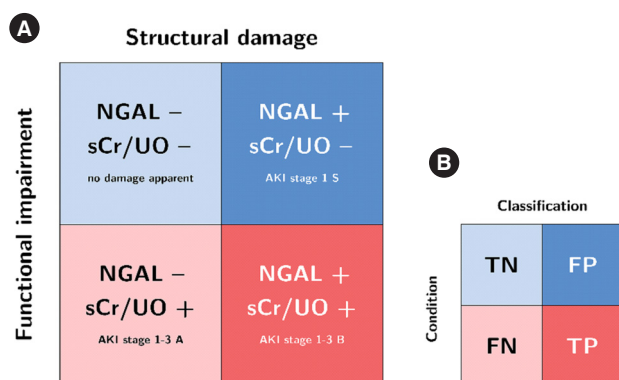 A
Structural damage
Functional impairment
NGAL −
sCr/UO −
no damage apparent
NGAL +
sCr/UO −
AKI stage 1 S
NGAL −
sCr/UO +
AKI stage 1-3 A
NGAL +
sCr/UO +
AKI stage 1-3 B
B
Classification
Condition
TN
FP
FN
TP